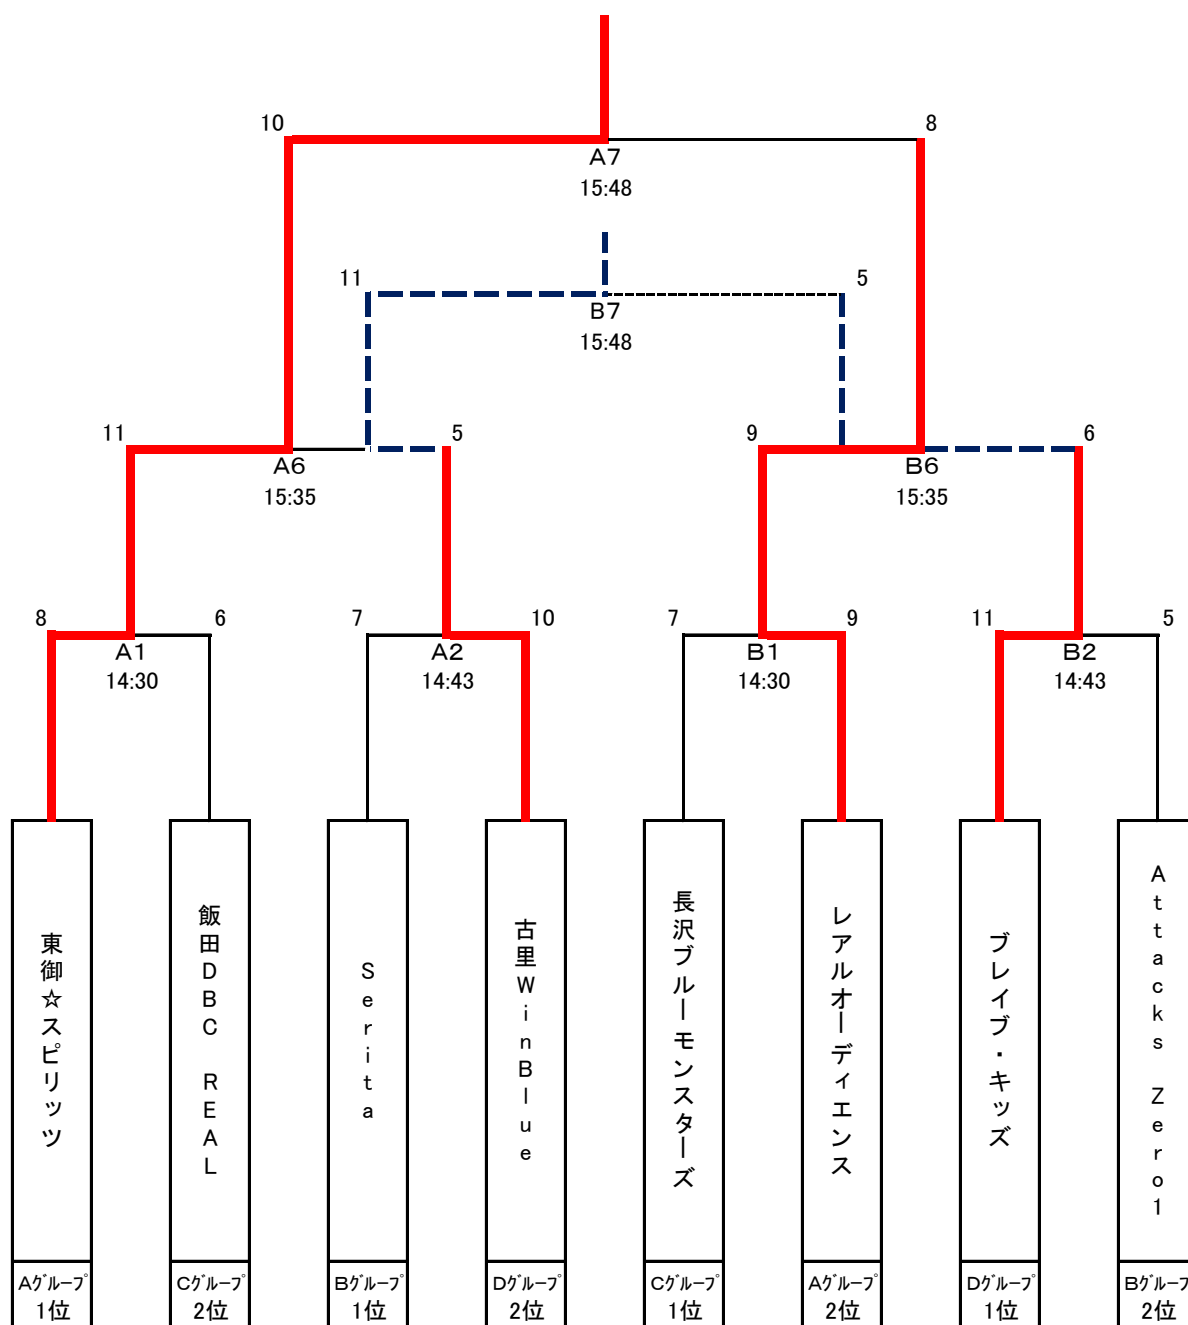 10
8
A7
15:48
11
5
B7
15:48
11
5
9
6
A6
15:35
B6
15:35
8
6
7
10
7
9
11
5
A1
14:30
A2
14:43
B1
14:30
B2
14:43
東御☆スピリッツ
飯田DBC REAL
Serita
古里WinBlue
長沢ブルーモンスターズ
レアルオーディエンス
ブレイブ・キッズ
Attacks Zero1
Aグループ
1位
Cグループ
2位
Bグループ
1位
Dグループ
2位
Cグループ
1位
Aグループ
2位
Dグループ
1位
Bグループ
2位